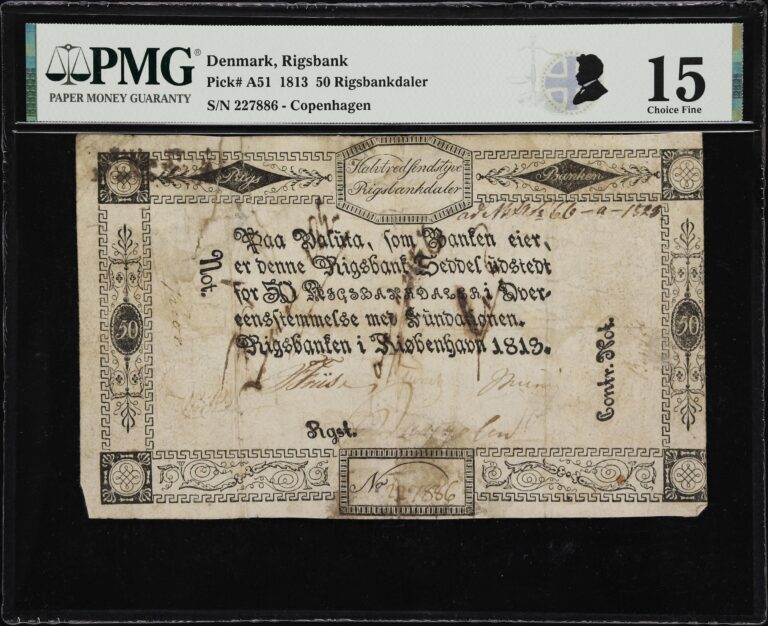 PMG®
PAPER MONEY GUARANTY
Denmark, Rigsbank
Pick# A51 1813 50 Rigsbankdaler
S/N 227886 - Copenhagen
15
Choice Fine
Rigs
Halvtredsindstyve
Rigsbankdaler
Banken
Not.
Paa Valuta, som Banken eier,
er denne Rigsbank Seddel udstedt
for 50 RIGSBANKDALER i Over-
eensstemmelse med Fundationen.
Rigsbanken i Kiøbenhavn 1813.
50
50
Contr. Not.
Rgst.
No 227886